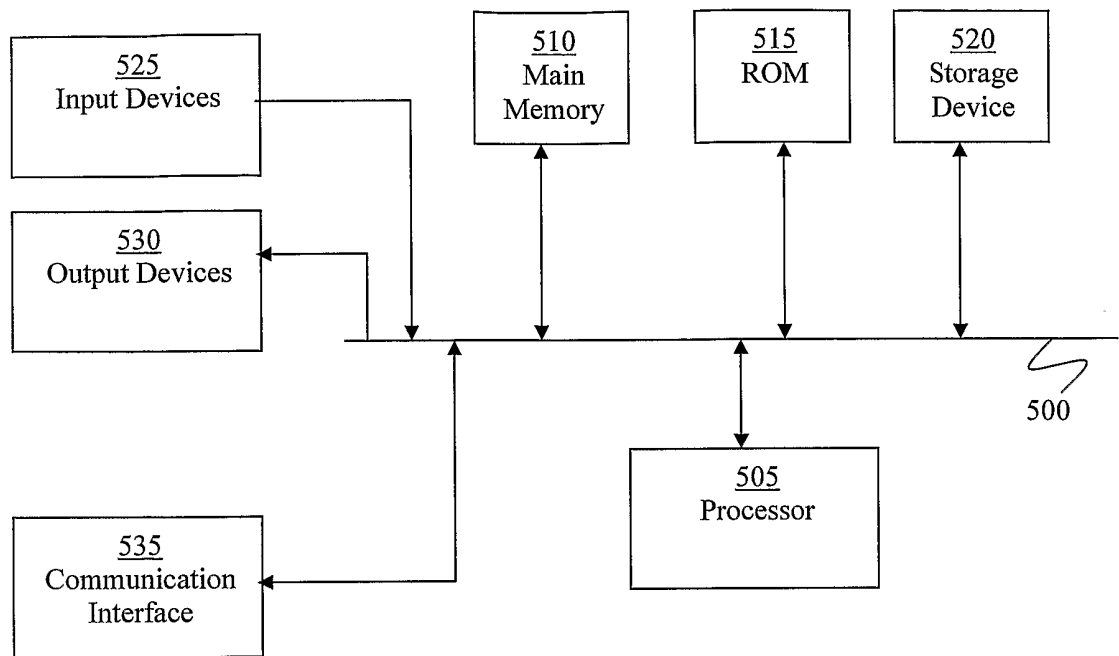 525
Input Devices
510
Main
Memory
515
ROM
520
Storage
Device
530
Output Devices
500
505
Processor
535
Communication
Interface